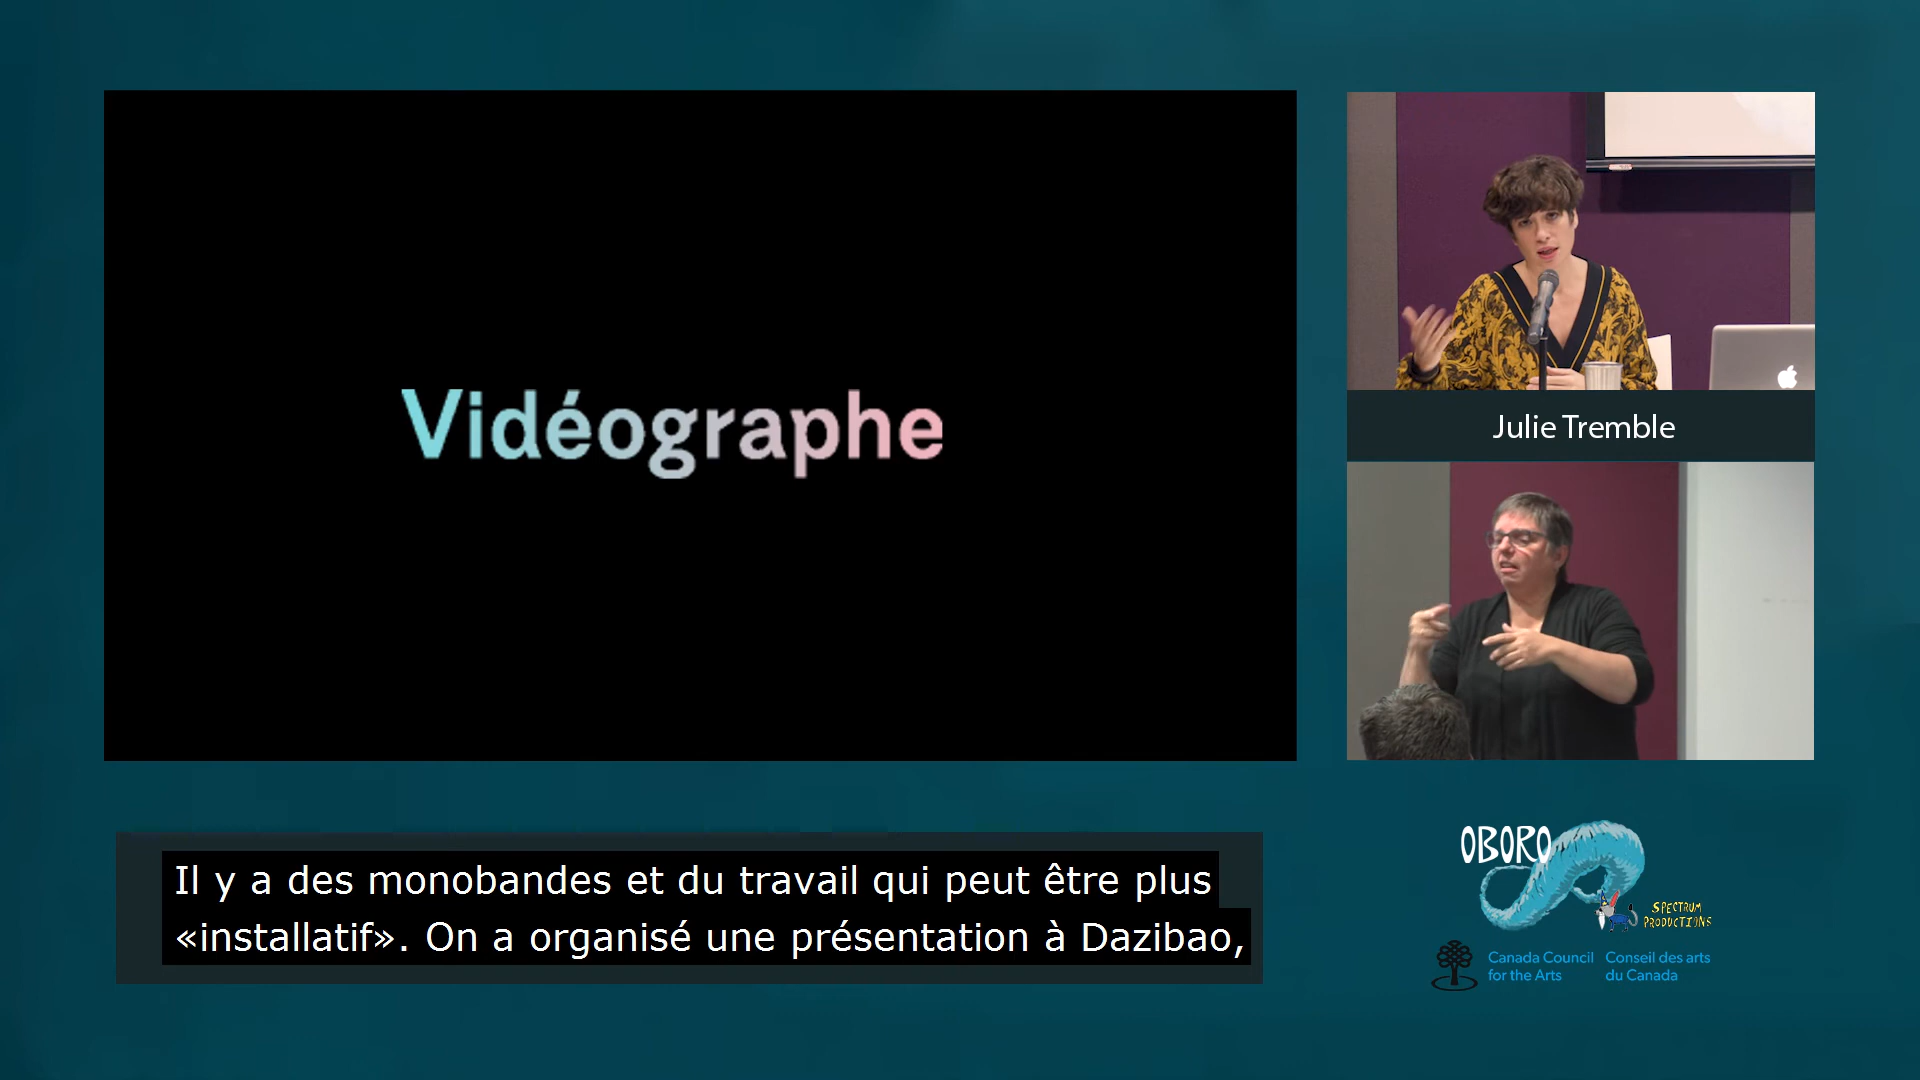 Vidéographe
Julie Tremble
Il y a des monobandes et du travail qui peut être plus
«installatif». On a organisé une présentation à Dazibao,
OBORO
SPECTRUM
PRODUCTIONS
Canada Council
for the Arts
Conseil des arts
du Canada